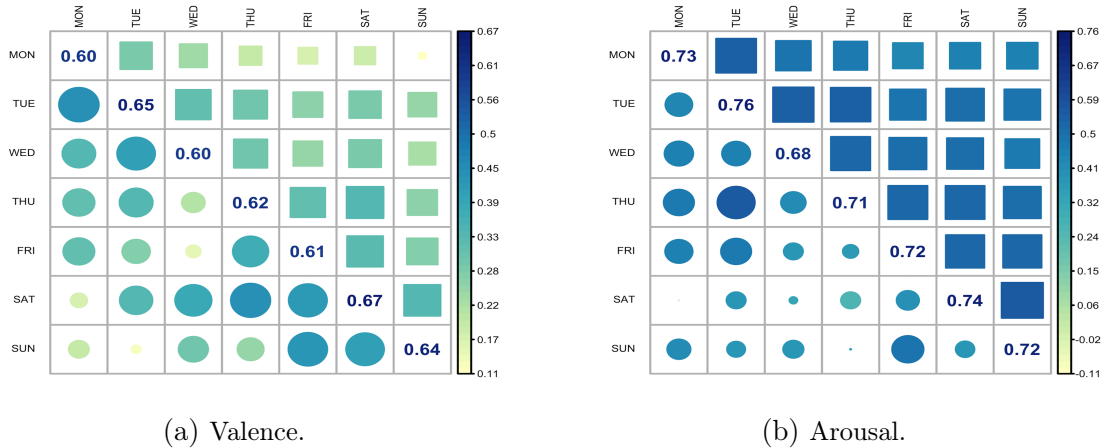 MON TUE WED THU FRI SAT SUN
MON 0.60
TUE 0.65
WED 0.60
THU 0.62
FRI 0.61
SAT 0.67
SUN 0.64
0.67
0.61
0.56
0.5
0.45
0.39
0.33
0.28
0.22
0.17
0.11
(a) Valence.
MON TUE WED THU FRI SAT SUN
MON 0.73
TUE 0.76
WED 0.68
THU 0.71
FRI 0.72
SAT 0.74
SUN 0.72
0.76
0.67
0.59
0.5
0.41
0.32
0.24
0.15
0.06
-0.02
-0.11
(b) Arousal.